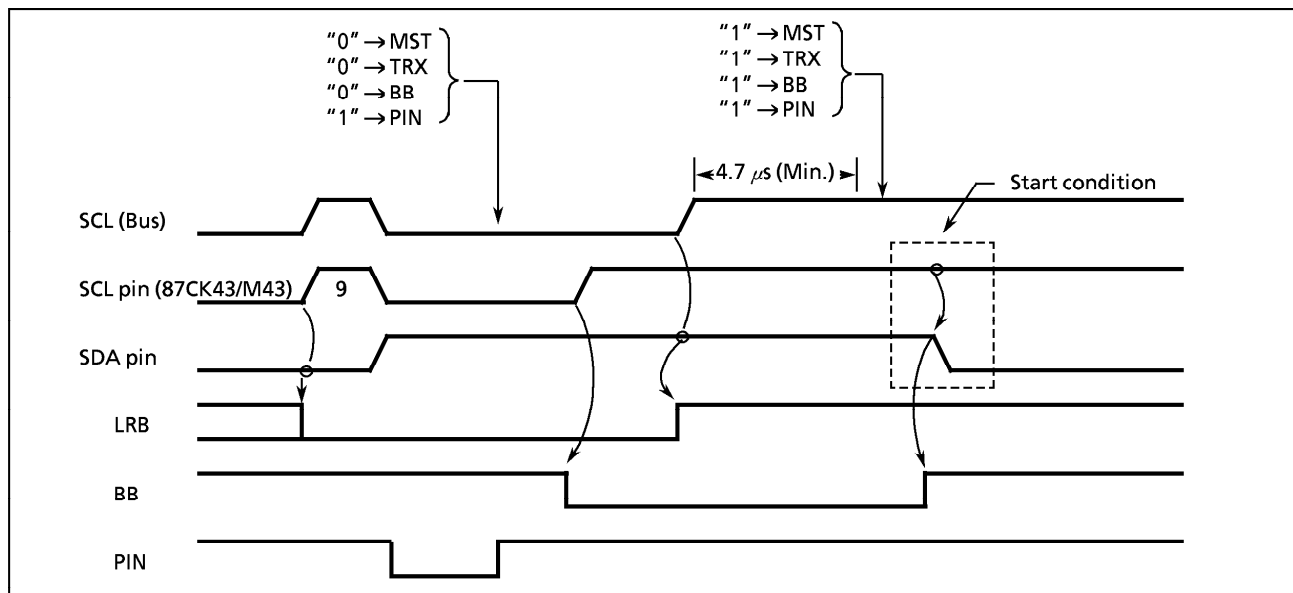 “0” → MST
“0” → TRX
“0” → BB
“1” → PIN
“1” → MST
“1” → TRX
“1” → BB
“1” → PIN
4.7 μs (Min.)
Start condition
SCL (Bus)
SCL pin (87CK43/M43)
9
SDA pin
LRB
BB
PIN